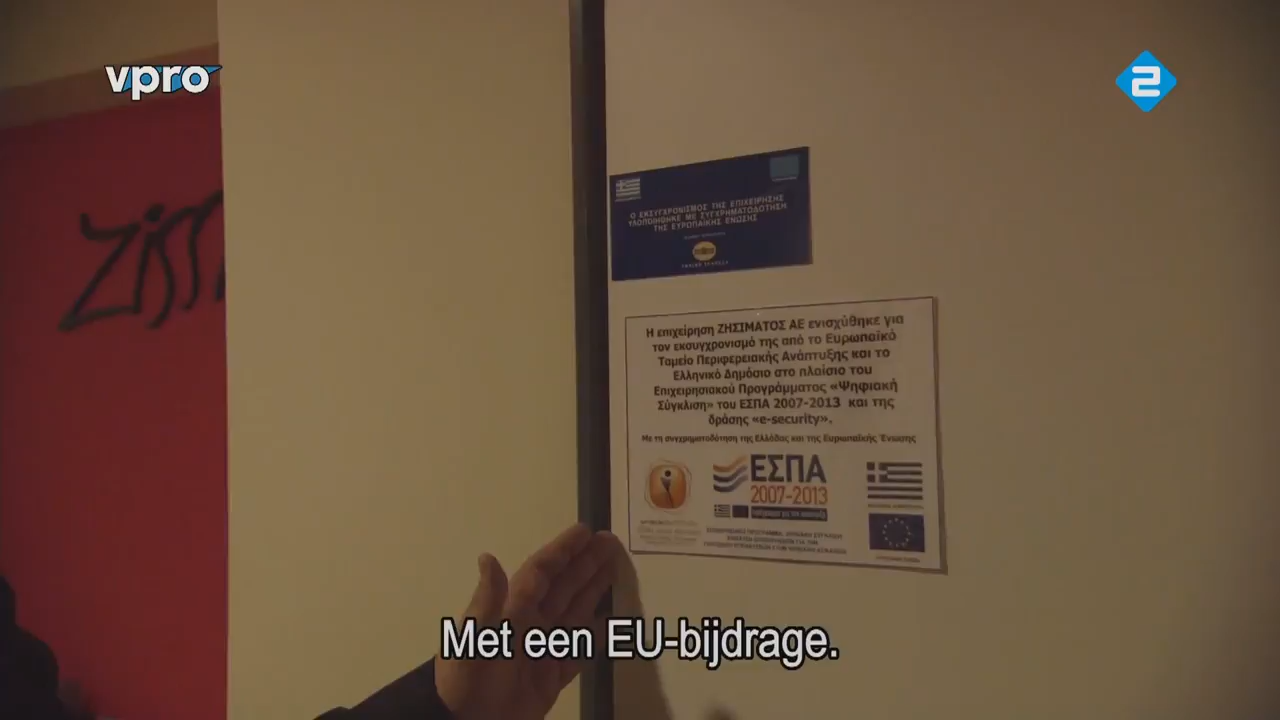 vpro
2
Ο ΕΚΣΥΓΧΡΟΝΙΣΜΟΣ ΤΗΣ ΕΠΙΧΕΙΡΗΣΗΣ
ΥΛΟΠΟΙΗΘΗΚΕ ΜΕ ΣΥΓΧΡΗΜΑΤΟΔΟΤΗΣΗ
ΤΗΣ ΕΥΡΩΠΑΪΚΗΣ ΕΝΩΣΗΣ
Η επιχείρηση ΖΗΣΙΜΑΤΟΣ ΑΕ ενισχύθηκε για
τον εκσυγχρονισμό της από το Ευρωπαϊκό
Ταμείο Περιφερειακής Ανάπτυξης και το
Ελληνικό Δημόσιο στο πλαίσιο του
Επιχειρησιακού Προγράμματος «Ψηφιακή
Σύγκλιση» του ΕΣΠΑ 2007-2013 και της
δράσης «e-security».
Με τη συγχρηματοδότηση της Ελλάδας και της Ευρωπαϊκής Ένωσης
ΕΣΠΑ
2007-2013
Met een EU-bijdrage.